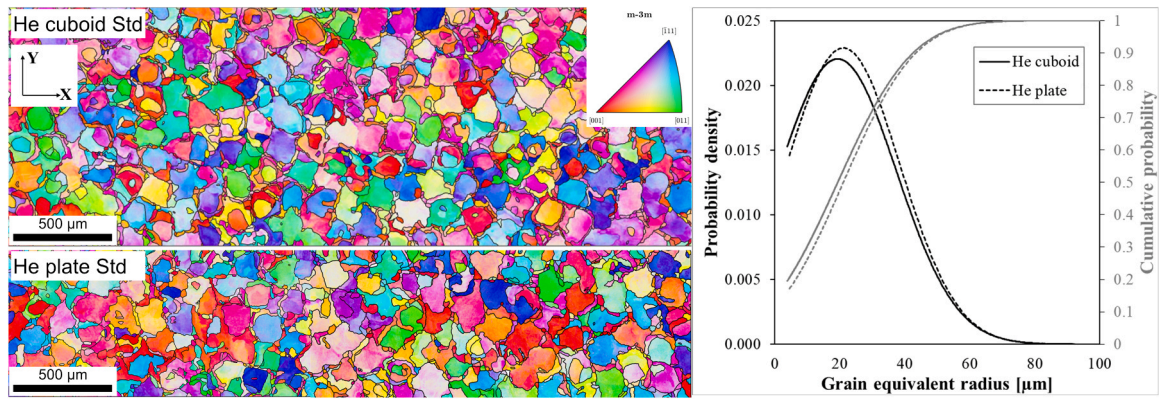 He cuboid Std
Y
X
500 µm
m-3m
[1̄11]
[001]
[011]
He plate Std
500 µm
Probability density
0.025
0.020
0.015
0.010
0.005
0.000
He cuboid
He plate
1
0.9
0.8
0.7
0.6
0.5
0.4
0.3
0.2
0.1
0
Cumulative probability
0 20 40 60 80 100
Grain equivalent radius [µm]